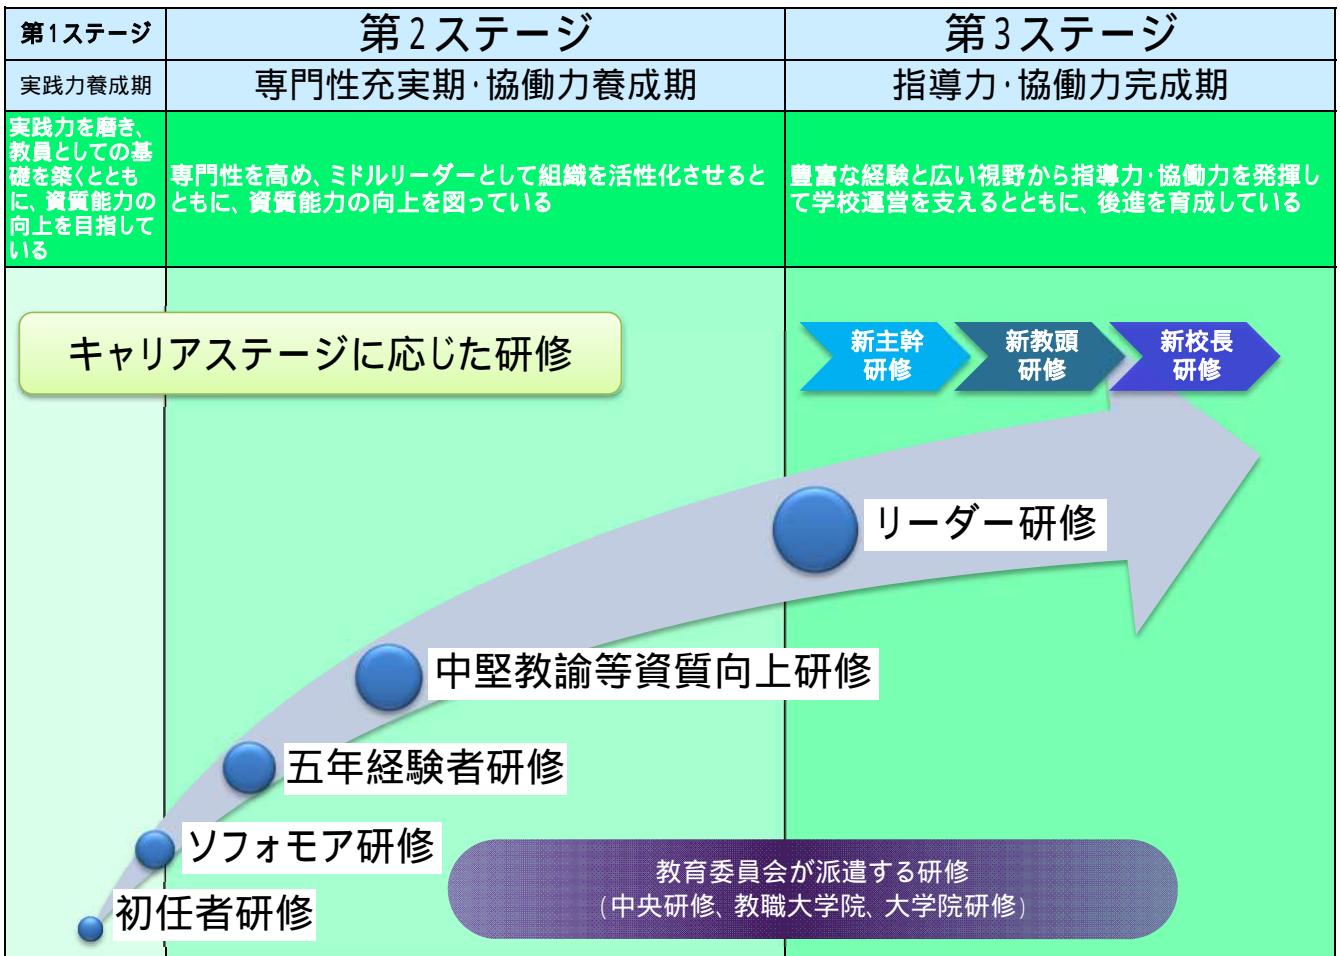 第1ステージ
第2ステージ
第3ステージ
実践力養成期
専門性充実期・協働力養成期
指導力・協働力完成期
実践力を磨き、
教員としての基
礎を築くととも
に、資質能力の
向上を目指して
いる
専門性を高め、ミドルリーダーとして組織を活性化させると
ともに、資質能力の向上を図っている
豊富な経験と広い視野から指導力・協働力を発揮し
て学校運営を支えるとともに、後進を育成している
キャリアステージに応じた研修
新主幹
研修
新教頭
研修
新校長
研修
リーダー研修
中堅教諭等資質向上研修
五年経験者研修
ソフォモア研修
初任者研修
教育委員会が派遣する研修
(中央研修、教職大学院、大学院研修)